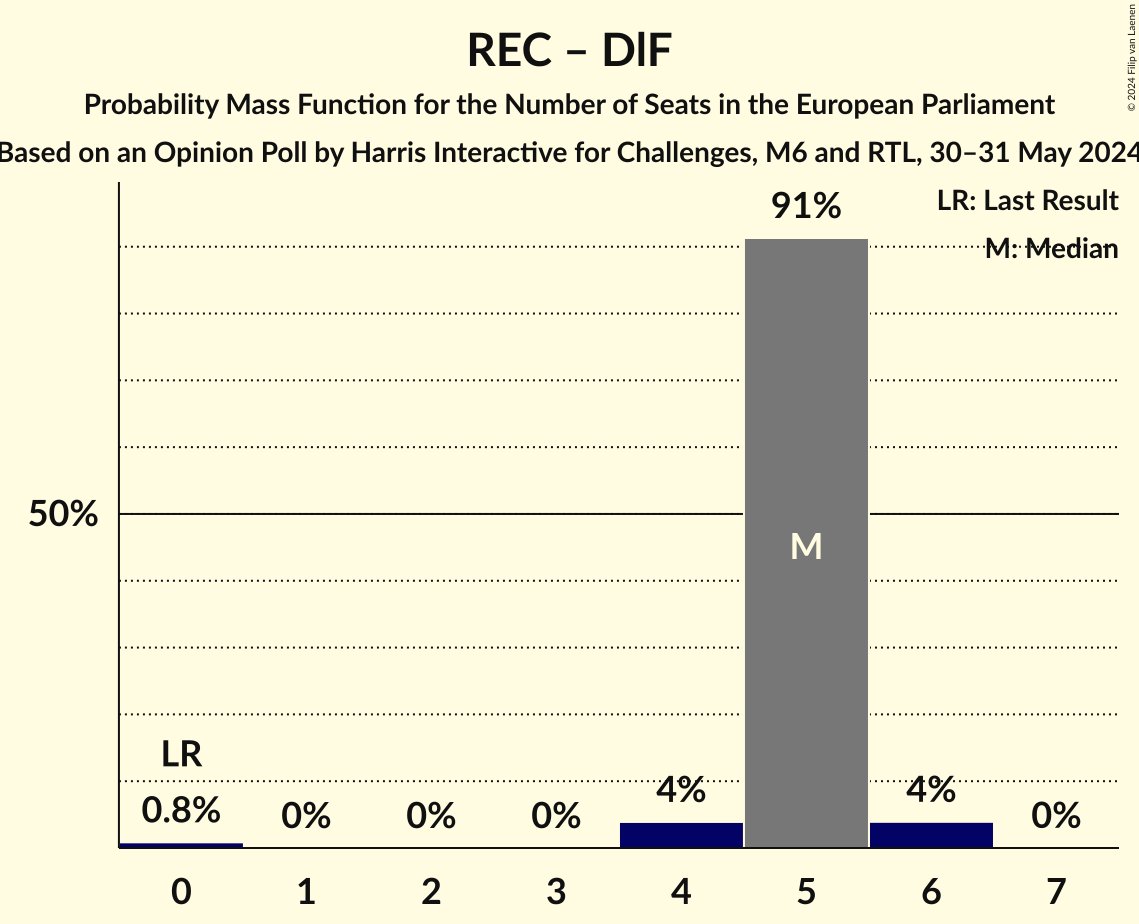 REC – DlF
Probability Mass Function for the Number of Seats in the European Parliament
Based on an Opinion Poll by Harris Interactive for Challenges, M6 and RTL, 30–31 May 2024
© 2024 Filip van Laenen
LR: Last Result
M: Median
91%
50%
M
LR
0.8%
0%
0%
0%
4%
4%
0%
0 1 2 3 4 5 6 7